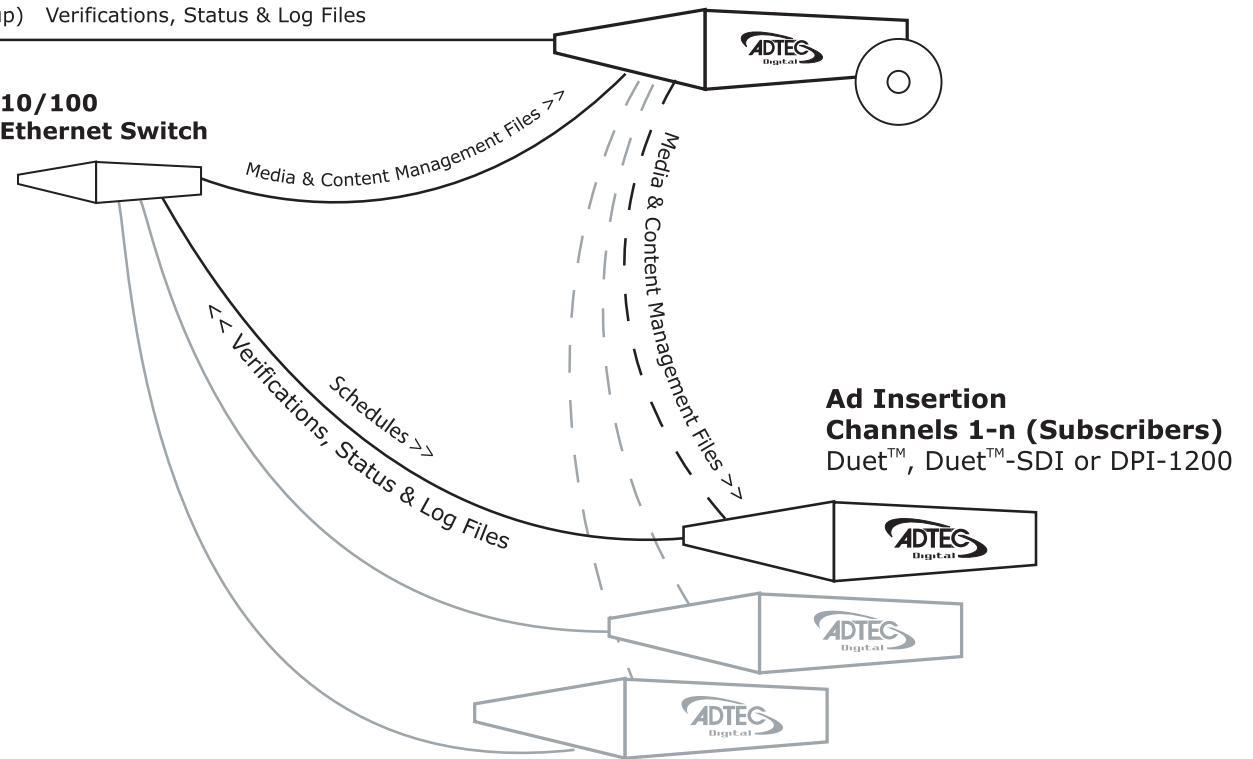 up) Verifications, Status & Log Files
ADTEC
Digital
10/100
Ethernet Switch
Media & Content Management Files >>
Media & Content Management Files >>
<< Verifications, Status & Log Files
Schedules >>
Ad Insertion
Channels 1-n (Subscribers)
Duet™, Duet™-SDI or DPI-1200
ADTEC
Digital
ADTEC
Digital
ADTEC
Digital